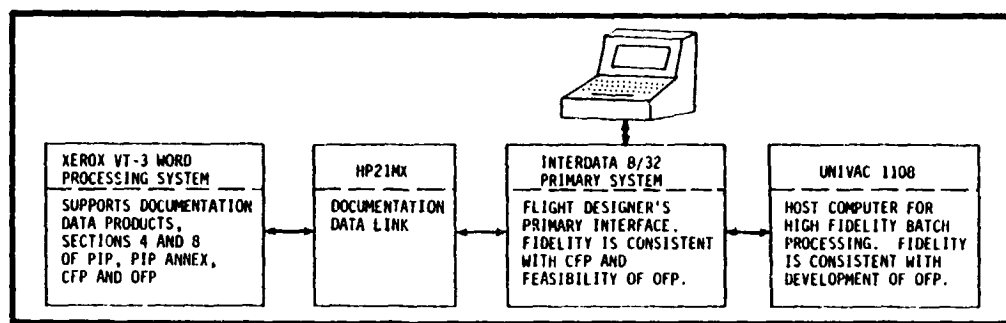 XEROX VT-3 WORD
PROCESSING SYSTEM
SUPPORTS DOCUMENTATION
DATA PRODUCTS,
SECTIONS 4 AND 8
OF PIP, PIP ANNEX,
CFP AND OFP
HP21MX
DOCUMENTATION
DATA LINK
INTERDATA 8/32
PRIMARY SYSTEM
FLIGHT DESIGNER'S
PRIMARY INTERFACE.
FIDELITY IS CONSISTENT
WITH CFP AND
FEASIBILITY OF OFP.
UNIVAC 1108
HOST COMPUTER FOR
HIGH FIDELITY BATCH
PROCESSING. FIDELITY
IS CONSISTENT WITH
DEVELOPMENT OF OFP.